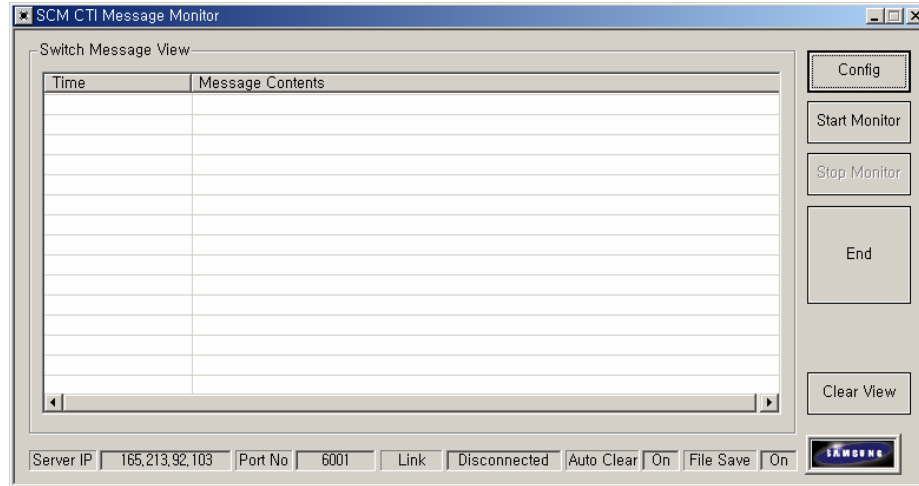 SCM CTI Message Monitor
Switch Message View
Time Message Contents
Config
Start Monitor
Stop Monitor
End
Clear View
Server IP 165,213,92,103 Port No 6001 Link Disconnected Auto Clear On File Save On
SAMSUNG